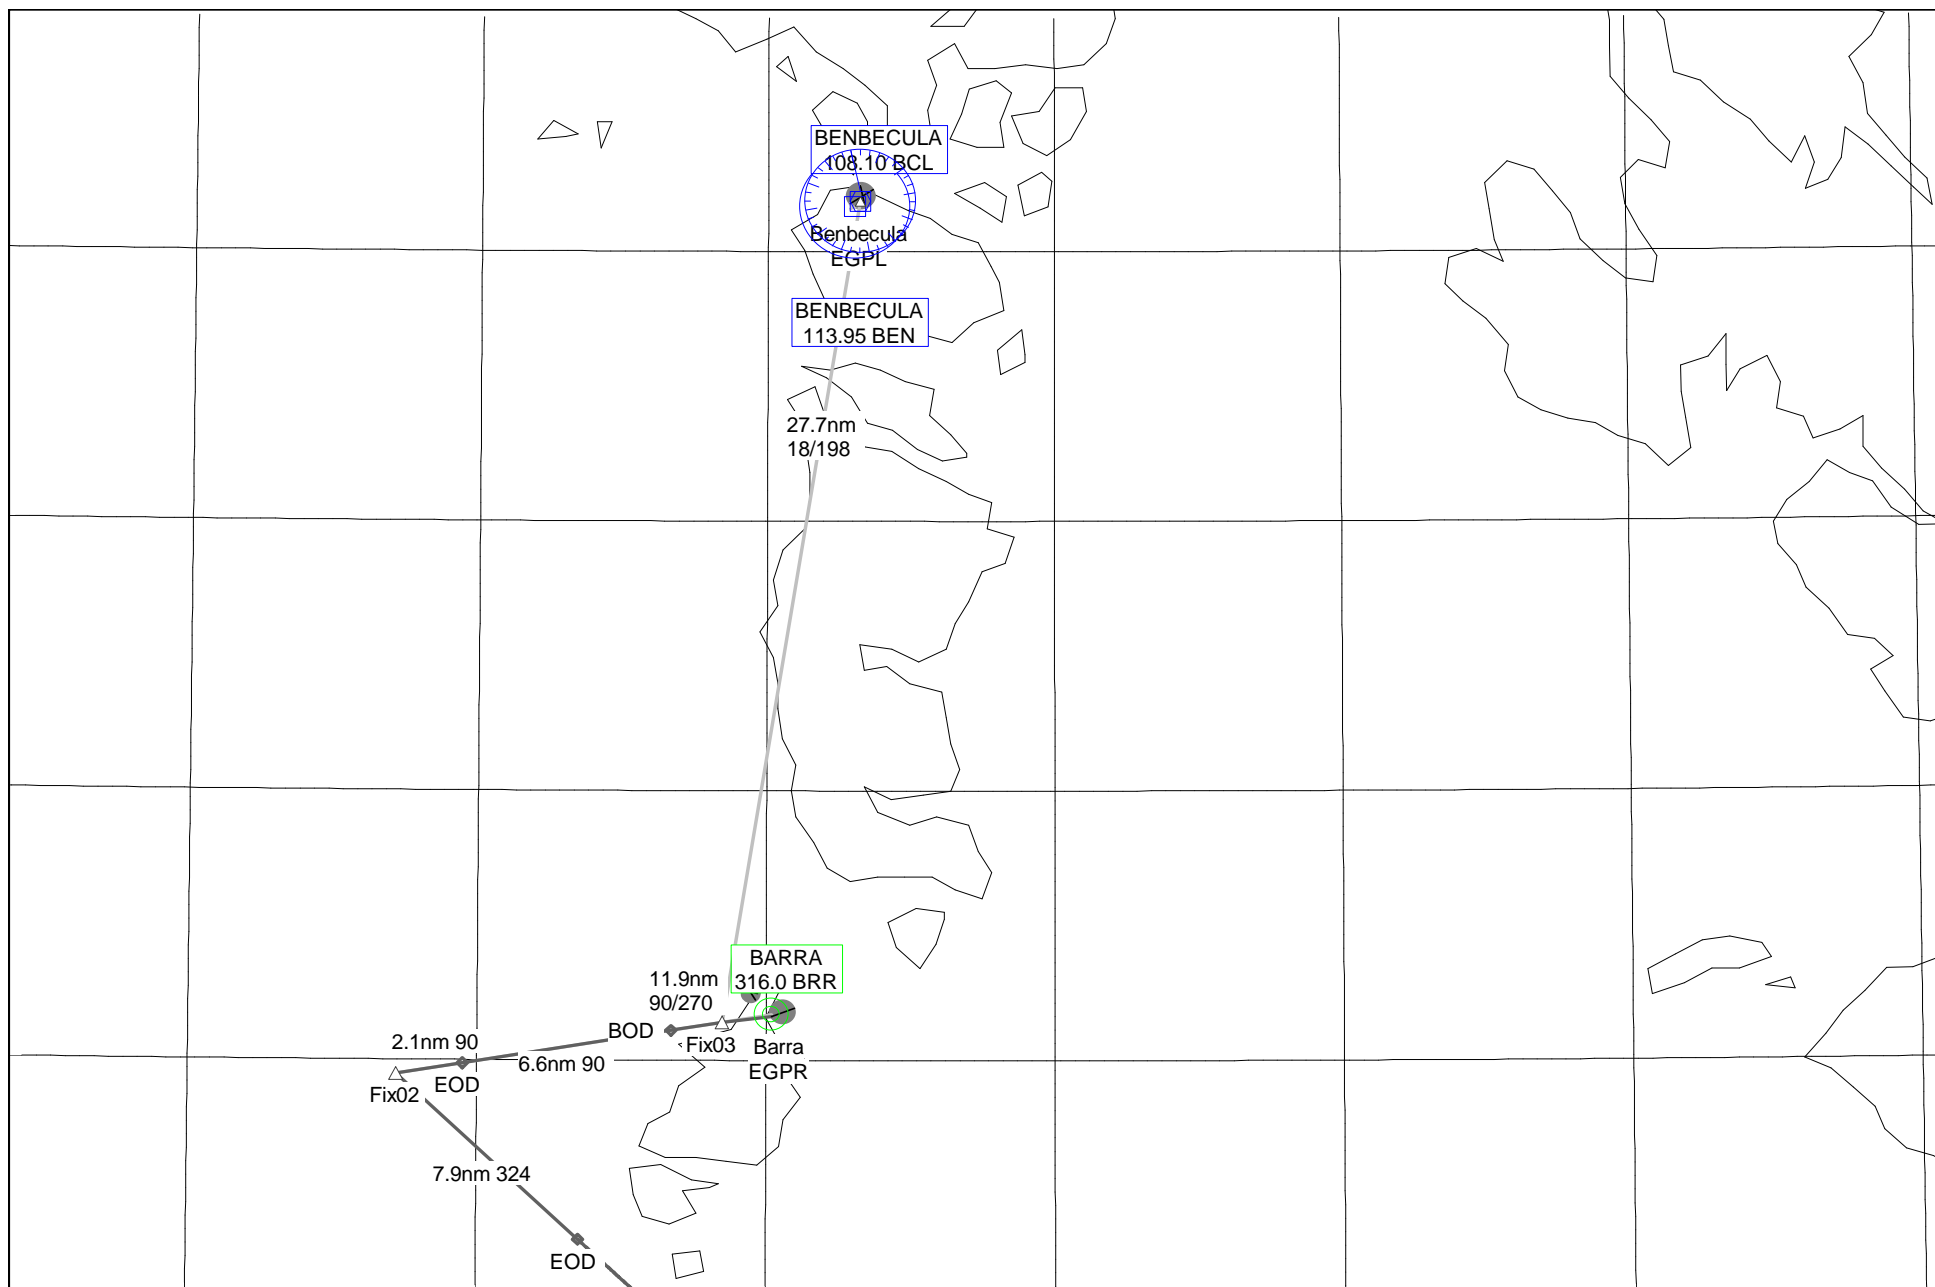 BENBECULA
108.10 BCL
Benbecula
EGPL
BENBECULA
113.95 BEN
27.7nm
18/198
BARRA
316.0 BRR
11.9nm
90/270
BOD
Fix03
Barra
EGPR
2.1nm 90
6.6nm 90
EOD
Fix02
7.9nm 324
EOD